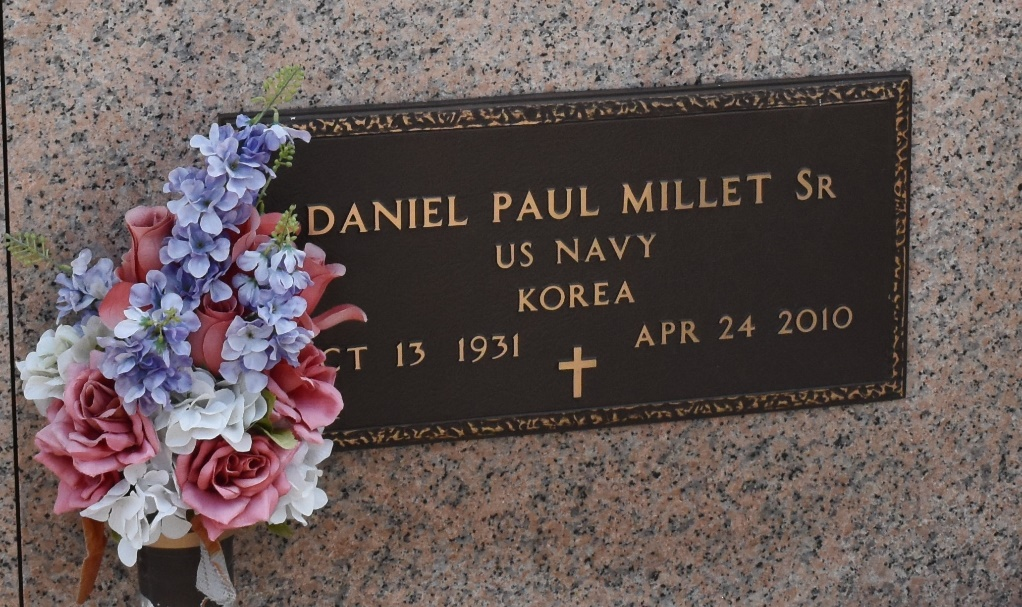 DANIEL PAUL MILLET SR
US NAVY
KOREA
CT 13 1931 APR 24 2010